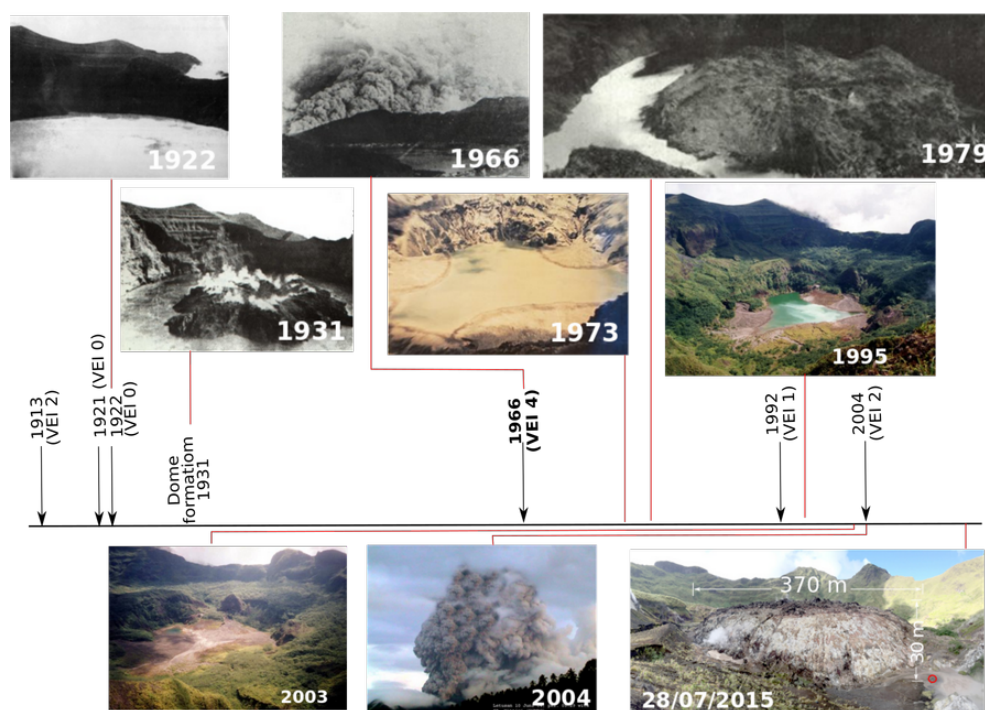 1922
1966
1979
1931
1973
1995
1913
(VEI 2)
1921 (VEI 0)
1922
(VEI 0)
Dome
formatiom
1931
1966
(VEI 4)
1992
(VEI 1)
2004
(VEI 2)
2003
2004
370 m
30 m
28/07/2015